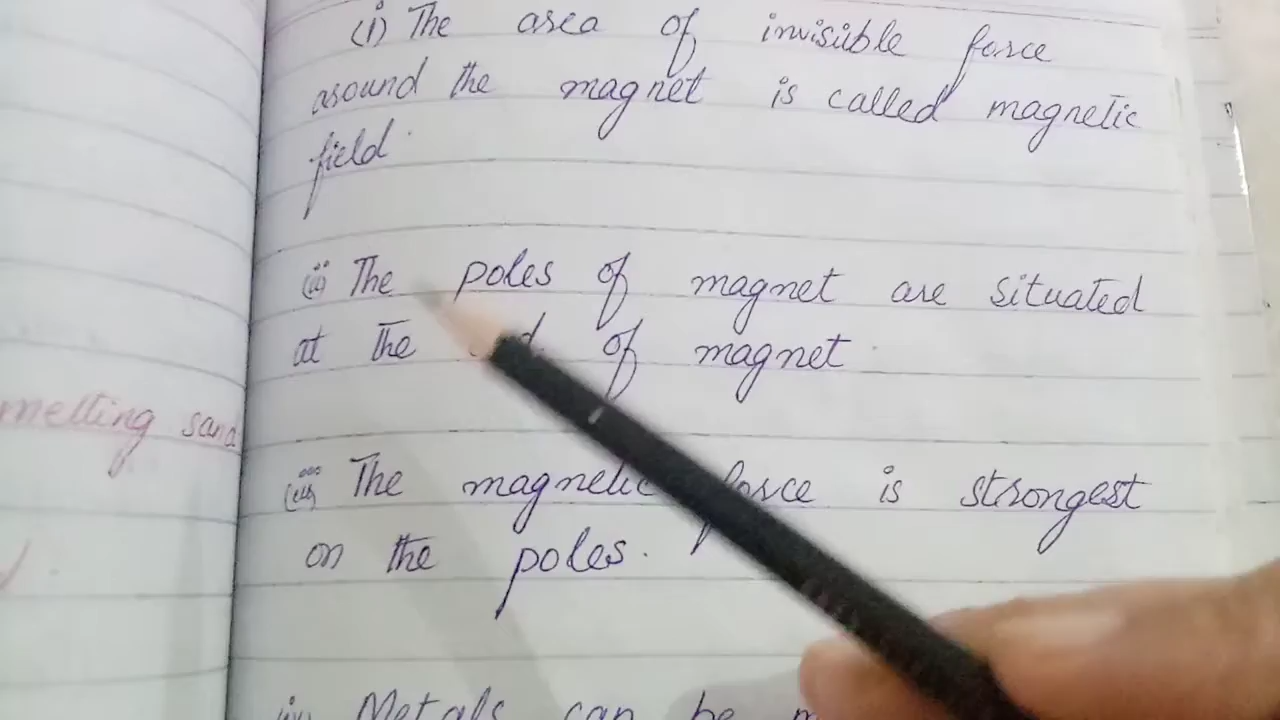 melting sand
(i) The area of invisible force
around the magnet is called magnetic
field.
(ii) The poles of magnet are situated
at the of magnet.
(iii) The magnetic force is strongest
on the poles.
iv) Metals can be